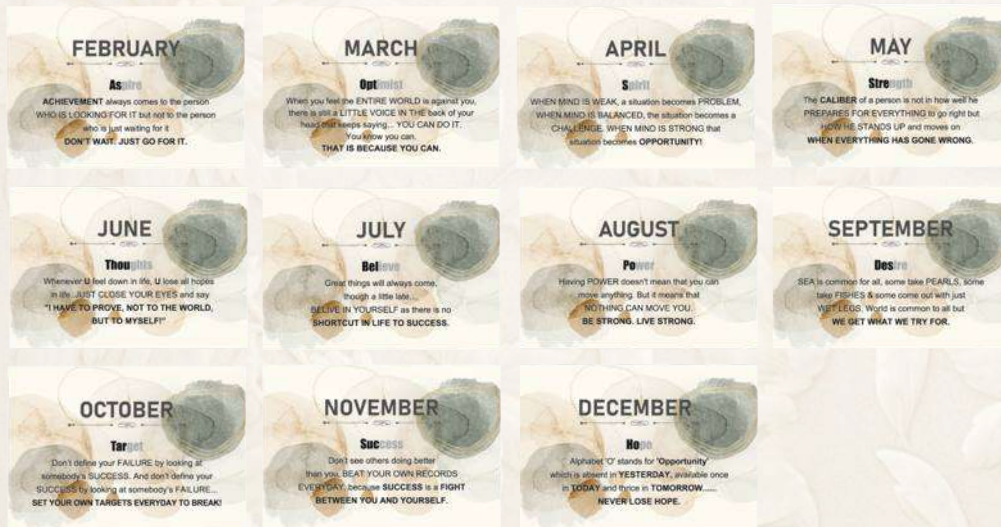 FEBRUARY
Aspire
ACHIEVEMENT always comes to the person
WHO IS LOOKING FOR IT but not to the person
who is just waiting for it
DON'T WAIT. JUST GO FOR IT.
MARCH
Optimist
When you feel the ENTIRE WORLD is against you,
there is still a LITTLE VOICE IN THE back of your
head that keeps saying... YOU CAN DO IT.
You know you can.
THAT IS BECAUSE YOU CAN.
APRIL
Spirit
WHEN MIND IS WEAK, a situation becomes PROBLEM,
WHEN MIND IS BALANCED, the situation becomes a
CHALLENGE. WHEN MIND IS STRONG that
situation becomes OPPORTUNITY!
MAY
Strength
The CALIBER of a person is not in how well he
PREPARES FOR EVERYTHING to go right but
HOW HE STANDS UP and moves on
WHEN EVERYTHING HAS GONE WRONG.
JUNE
Thoughts
Whenever U feel down in life, U lose all hopes
in life. JUST CLOSE YOUR EYES and say
"I HAVE TO PROVE, NOT TO THE WORLD,
BUT TO MYSELF!"
JULY
Believe
Great things will always come,
though a little late....
BELIVE IN YOURSELF as there is no
SHORTCUT IN LIFE TO SUCCESS.
AUGUST
Power
Having POWER doesn't mean that you can
move anything. But it means that
NOTHING CAN MOVE YOU.
BE STRONG. LIVE STRONG.
SEPTEMBER
Desire
SEA is common for all, some take PEARLS, some
take FISHES & some come out with just
WET LEGS, World is common to all but
WE GET WHAT WE TRY FOR.
OCTOBER
Target
Don't define your FAILURE by looking at
somebody's SUCCESS. And don't define your
SUCCESS by looking at somebody's FAILURE...
SET YOUR OWN TARGETS EVERYDAY TO BREAK!
NOVEMBER
Success
Don't see others doing better
than you, BEAT YOUR OWN RECORDS
EVERYDAY, because SUCCESS is a FIGHT
BETWEEN YOU AND YOURSELF.
DECEMBER
Hope
Alphabet 'O' stands for 'Opportunity'
which is absent in YESTERDAY, available once
in TODAY and thrice in TOMORROW......
NEVER LOSE HOPE.